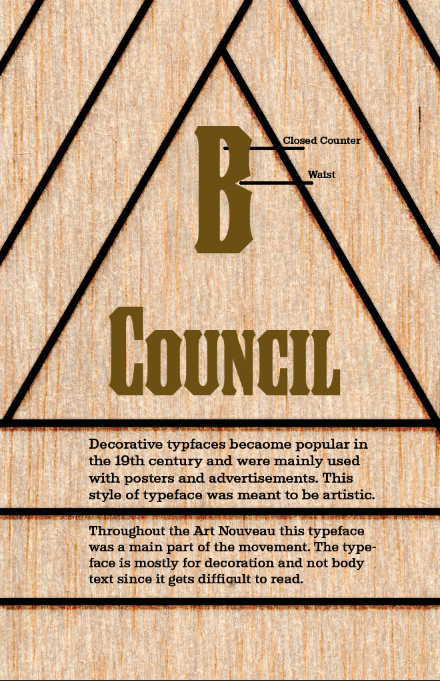 B
Closed Counter
Waist
COUNCIL
Decorative typfaces becaome popular in
the 19th century and were mainly used
with posters and advertisements. This
style of typeface was meant to be artistic.
Throughout the Art Nouveau this typeface
was a main part of the movement. The type-
face is mostly for decoration and not body
text since it gets difficult to read.